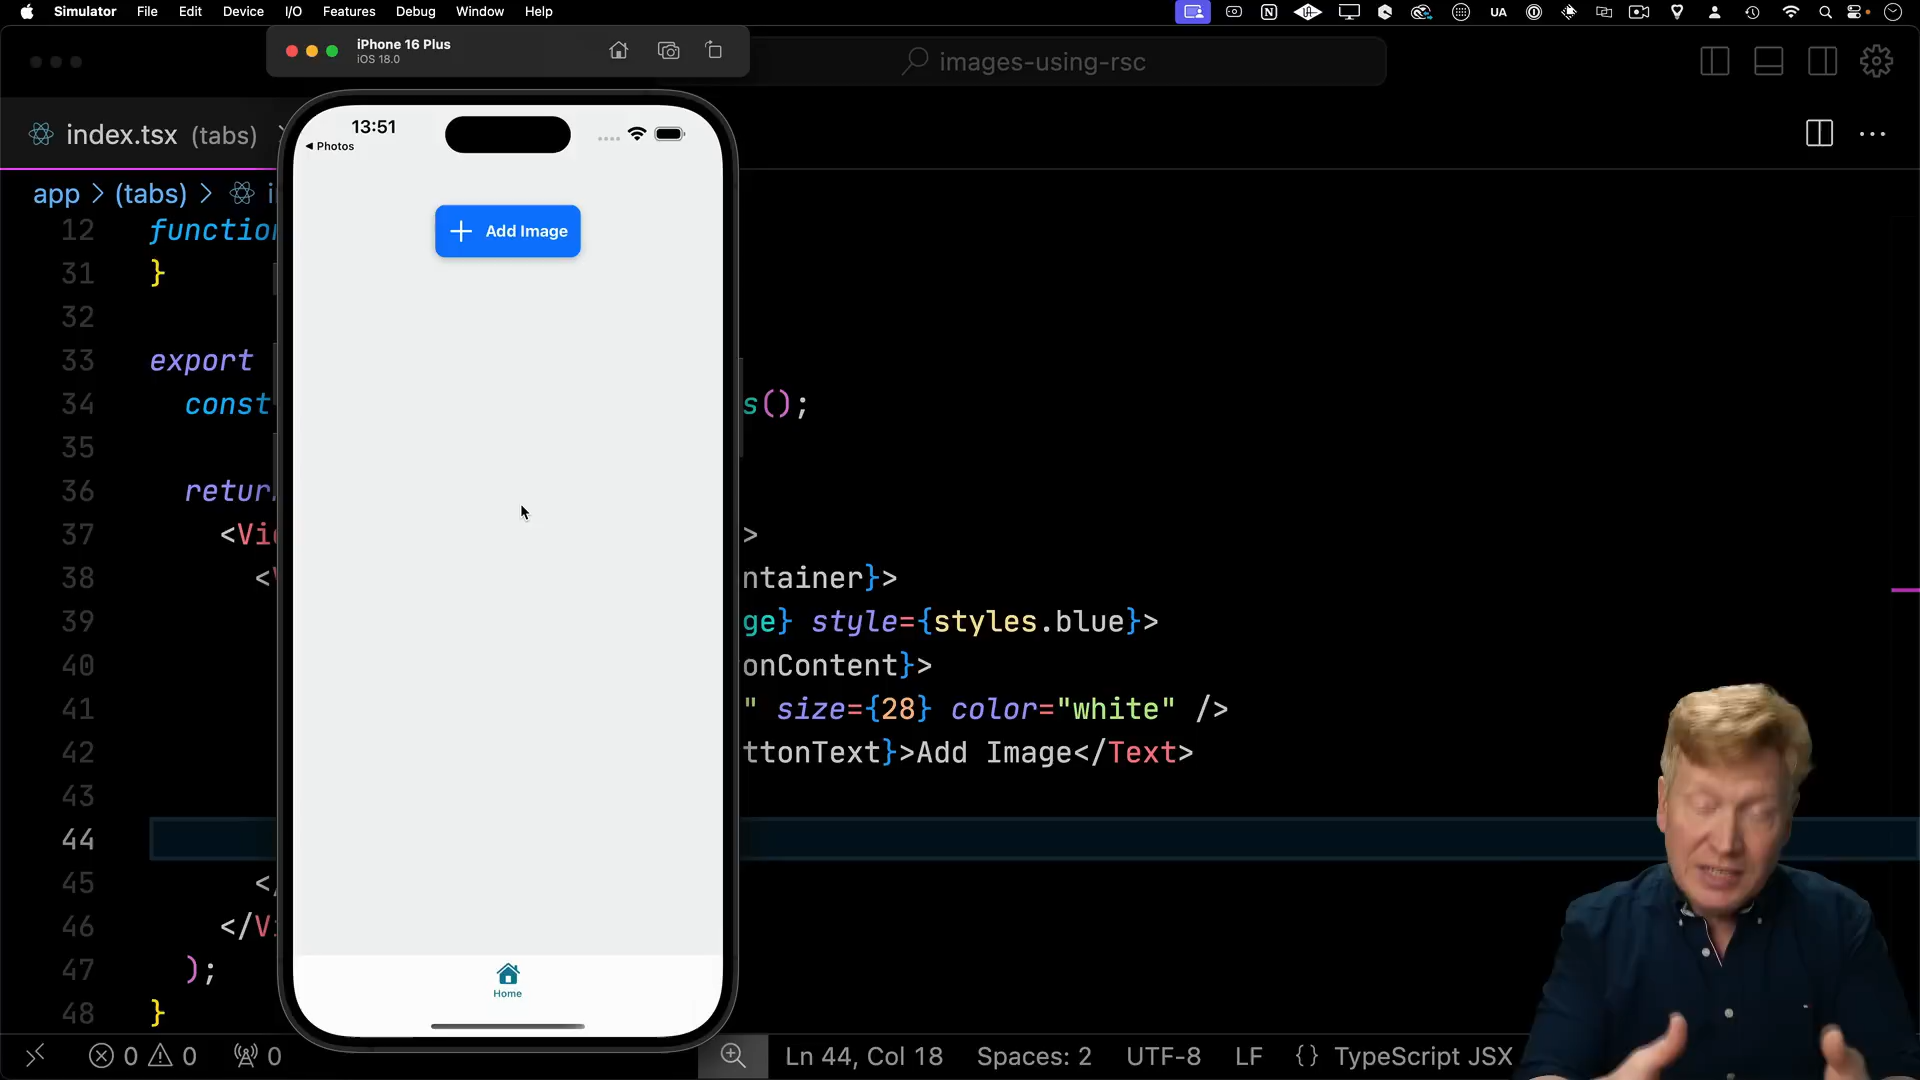 Simulator File Edit Device I/O Features Debug Window Help
UA
iPhone 16 Plus
iOS 18.0
images-using-rsc
index.tsx (tabs)
app > (tabs) >
13:51
◀ Photos
Add Image
12 function
31 }
32
33 export
34 const s();
35
36 return
37 <Vie >
38 < ntainer}>
39 ge} style={styles.blue}>
40 onContent}>
41 " size={28} color="white" />
42 ttonText}>Add Image</Text>
43
44
45 </
46 </Vi
47 );
48 }
Home
0 0 0 Ln 44, Col 18 Spaces: 2 UTF-8 LF {} TypeScript JSX